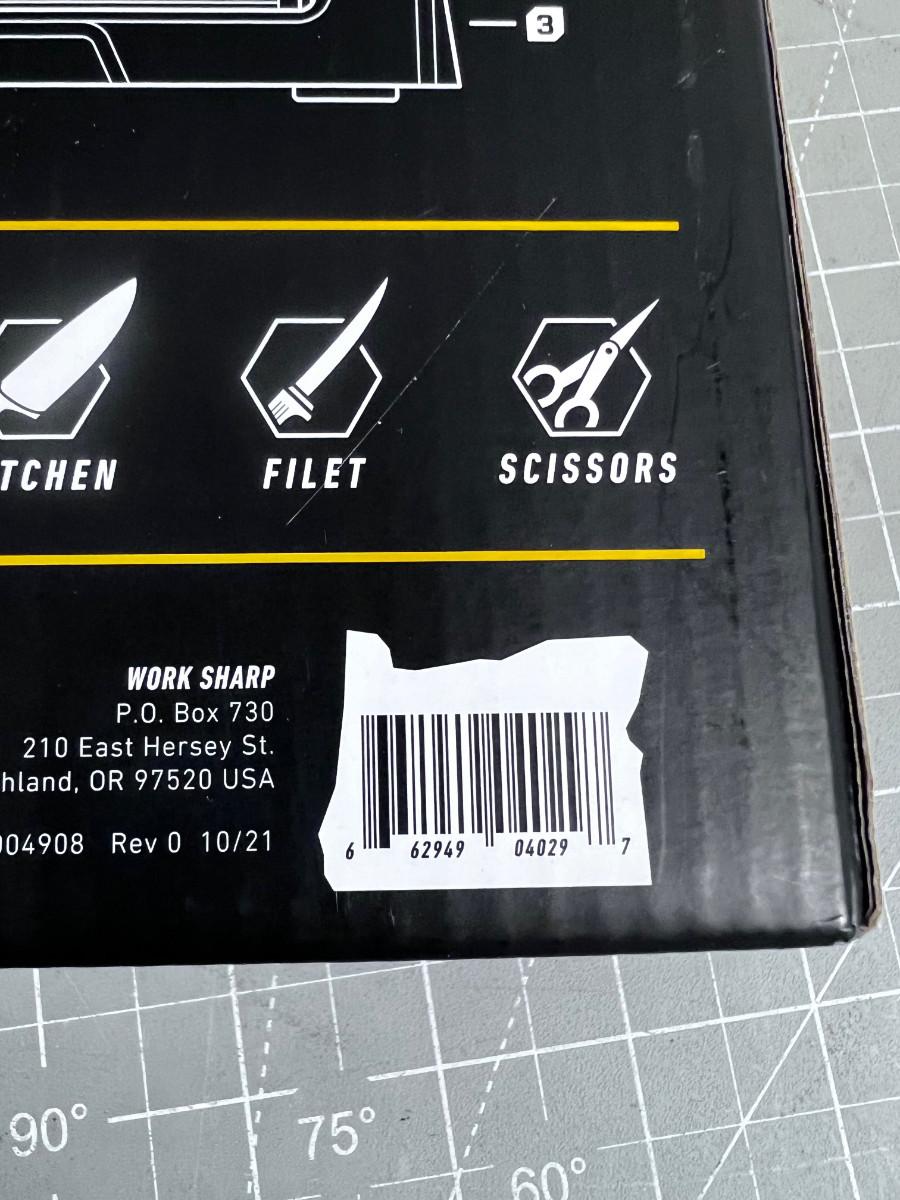 3
TCHEN
FILET
SCISSORS
WORK SHARP
P.O. Box 730
210 East Hersey St.
hland, OR 97520 USA
004908 Rev 0 10/21
6 62949 04029 7
90°
75°
60°